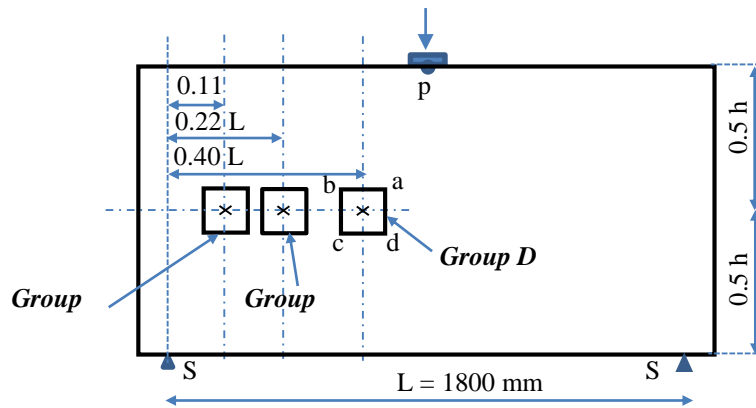 p
0.11
0.22 L
0.40 L
0.5 h
b
a
c
d
Group D
Group
Group
0.5 h
S
S
L = 1800 mm